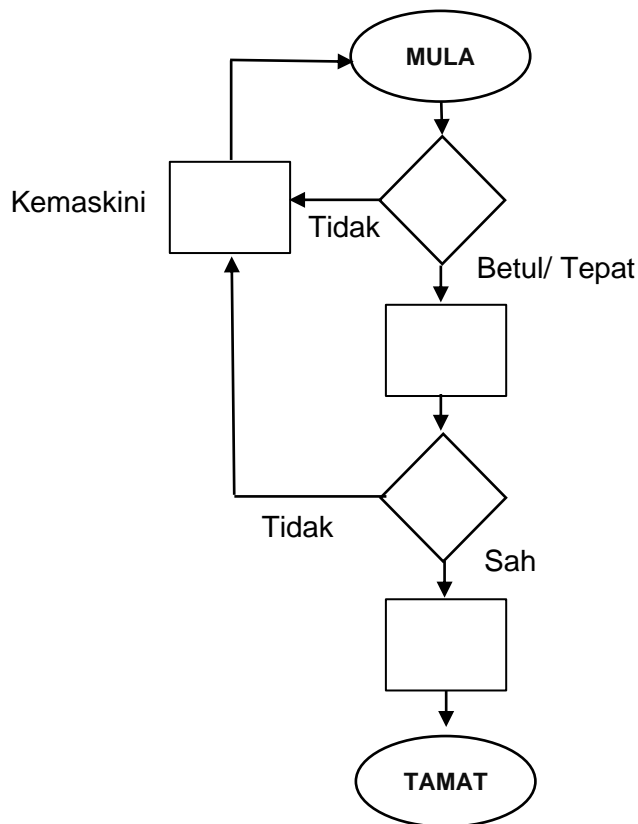 MULA
Kemaskini
Tidak
Betul/ Tepat
Tidak
Sah
TAMAT